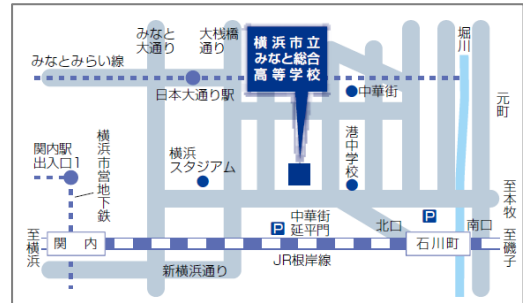 みなと
大通り
大桟橋
通り
横浜市立
みなと総合
高等学校
堀川
みなとみらい線
日本大通り駅
中華街
元町
関内駅
出入口1
横浜市営地下鉄
横浜
スタジアム
港中学校
至本牧
P
中華街
延平門
P
北口
南口
至横浜
関内
石川町
至磯子
JR根岸線
新横浜通り